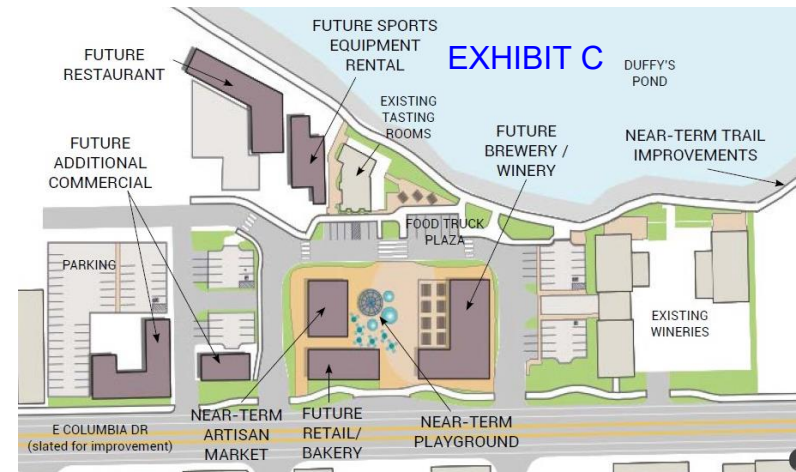 FUTURE
RESTAURANT
FUTURE SPORTS
EQUIPMENT
RENTAL
EXHIBIT C
DUFFY'S
POND
EXISTING
TASTING
ROOMS
FUTURE
BREWERY /
WINERY
NEAR-TERM TRAIL
IMPROVEMENTS
FUTURE
ADDITIONAL
COMMERCIAL
FOOD TRUCK
PLAZA
PARKING
EXISTING
WINERIES
E COLUMBIA DR
(slated for improvement)
NEAR-TERM
ARTISAN
MARKET
FUTURE
RETAIL/
BAKERY
NEAR-TERM
PLAYGROUND